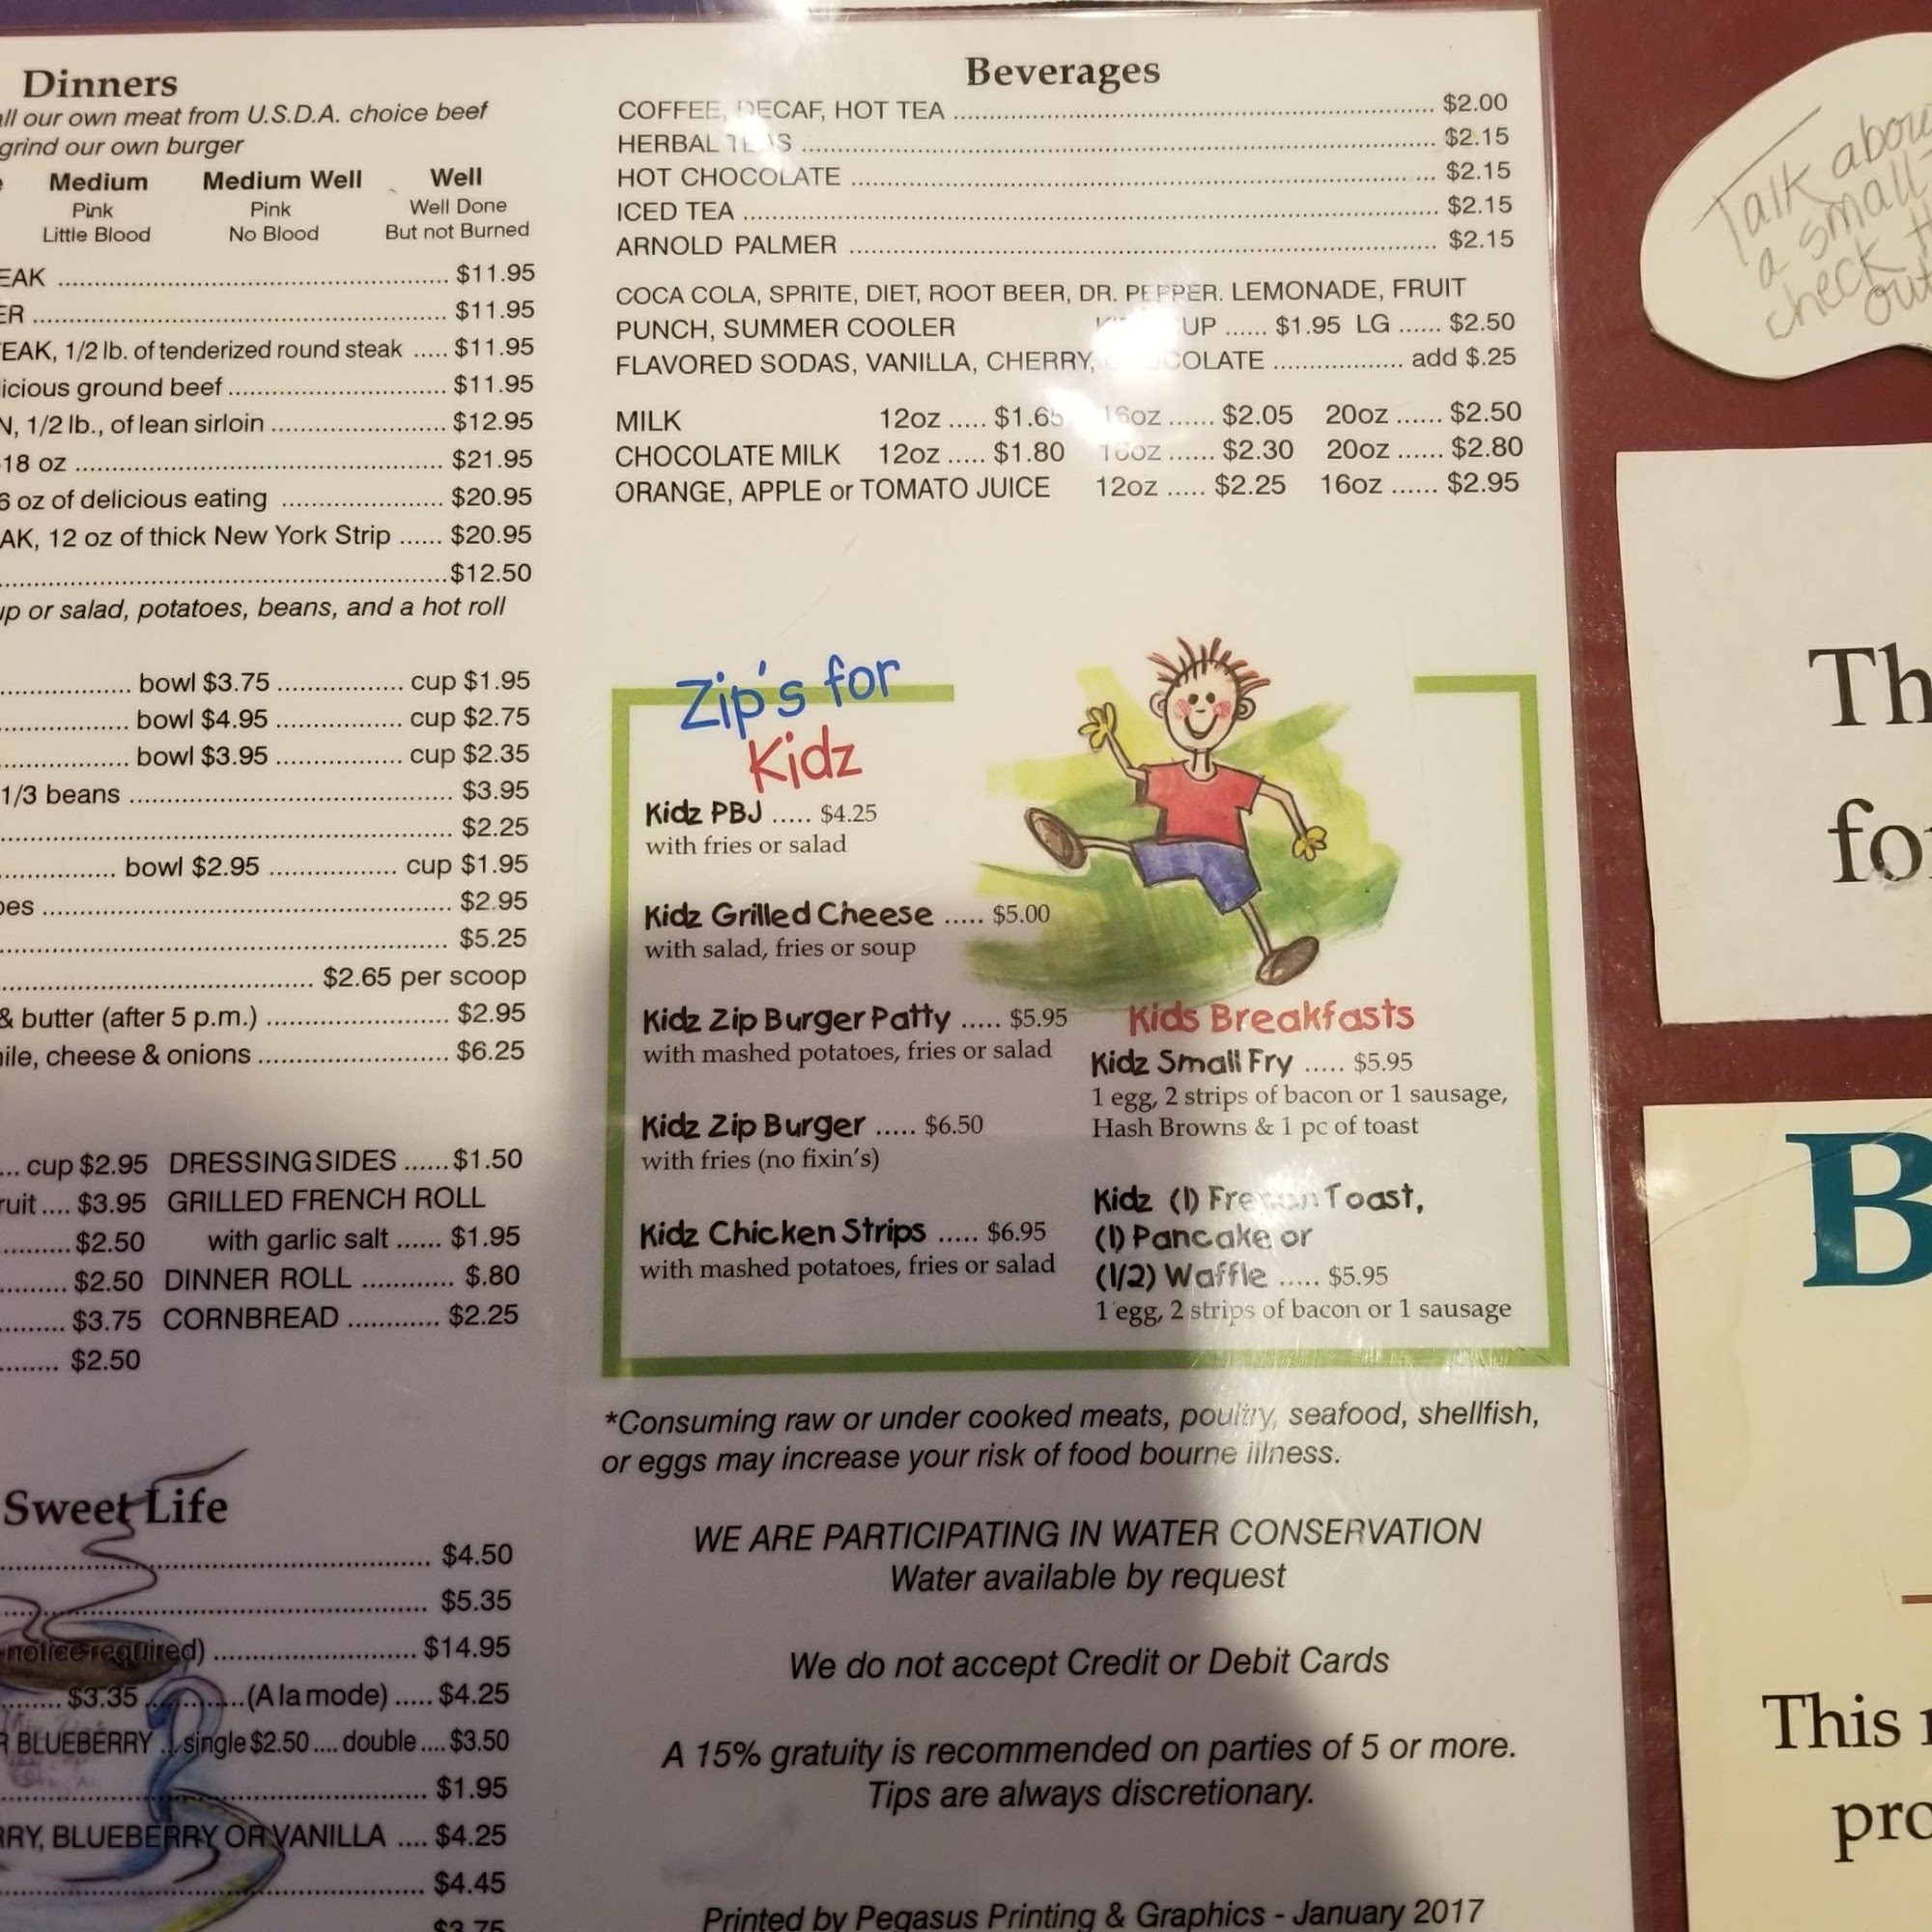 Dinners
all our own meat from U.S.D.A. choice beef
grind our own burger
Medium Medium Well Well
Pink Pink Well Done
Little Blood No Blood But not Burned
EAK ..... $11.95
ER ..... $11.95
EAK, 1/2 lb. of tenderized round steak ..... $11.95
licious ground beef ..... $11.95
N, 1/2 lb., of lean sirloin ..... $12.95
18 oz ..... $21.95
6 oz of delicious eating ..... $20.95
AK, 12 oz of thick New York Strip ...... $20.95
..... $12.50
up or salad, potatoes, beans, and a hot roll
..... bowl $3.75 ..... cup $1.95
..... bowl $4.95 ..... cup $2.75
..... bowl $3.95 ..... cup $2.35
1/3 beans ..... $3.95
..... $2.25
..... bowl $2.95 ..... cup $1.95
oes ..... $2.95
..... $5.25
..... $2.65 per scoop
& butter (after 5 p.m.) ..... $2.95
hile, cheese & onions ..... $6.25
... cup $2.95 DRESSING SIDES ...... $1.50
ruit .... $3.95 GRILLED FRENCH ROLL
..... $2.50 with garlic salt ...... $1.95
..... $2.50 DINNER ROLL ............ $.80
..... $3.75 CORNBREAD ............ $2.25
..... $2.50
Sweet Life
..... $4.50
..... $5.35
notice required) ..... $14.95
..... $3.35 ..... (A la mode) ..... $4.25
R BLUEBERRY ... single $2.50 .... double .... $3.50
..... $1.95
RRY, BLUEBERRY OR VANILLA .... $4.25
..... $4.45
$3.75
Beverages
COFFEE, DECAF, HOT TEA ..... $2.00
HERBAL TEAS ..... $2.15
HOT CHOCOLATE ..... $2.15
ICED TEA ..... $2.15
ARNOLD PALMER ..... $2.15
COCA COLA, SPRITE, DIET, ROOT BEER, DR. PEPPER. LEMONADE, FRUIT
PUNCH, SUMMER COOLER CUP ...... $1.95 LG ...... $2.50
FLAVORED SODAS, VANILLA, CHERRY, CHOCOLATE ..... add $.25
MILK 12oz ..... $1.65 16oz ...... $2.05 20oz ...... $2.50
CHOCOLATE MILK 12oz ..... $1.80 16oz ...... $2.30 20oz ...... $2.80
ORANGE, APPLE or TOMATO JUICE 12oz ..... $2.25 16oz ...... $2.95
Zip's for
Kidz
Kidz PBJ ..... $4.25
with fries or salad
Kidz Grilled Cheese ..... $5.00
with salad, fries or soup
Kidz Zip Burger Patty ..... $5.95
with mashed potatoes, fries or salad
Kidz Zip Burger ..... $6.50
with fries (no fixin's)
Kidz Chicken Strips ..... $6.95
with mashed potatoes, fries or salad
Kids Breakfasts
Kidz Small Fry ..... $5.95
1 egg, 2 strips of bacon or 1 sausage,
Hash Browns & 1 pc of toast
Kidz (1) French Toast,
(1) Pancake or
(1/2) Waffle ..... $5.95
1 egg, 2 strips of bacon or 1 sausage
*Consuming raw or under cooked meats, poultry, seafood, shellfish,
or eggs may increase your risk of food bourne illness.
WE ARE PARTICIPATING IN WATER CONSERVATION
Water available by request
We do not accept Credit or Debit Cards
A 15% gratuity is recommended on parties of 5 or more.
Tips are always discretionary.
Printed by Pegasus Printing & Graphics - January 2017
Talk abou
a small
check th
out
Th
for
B
This
pro